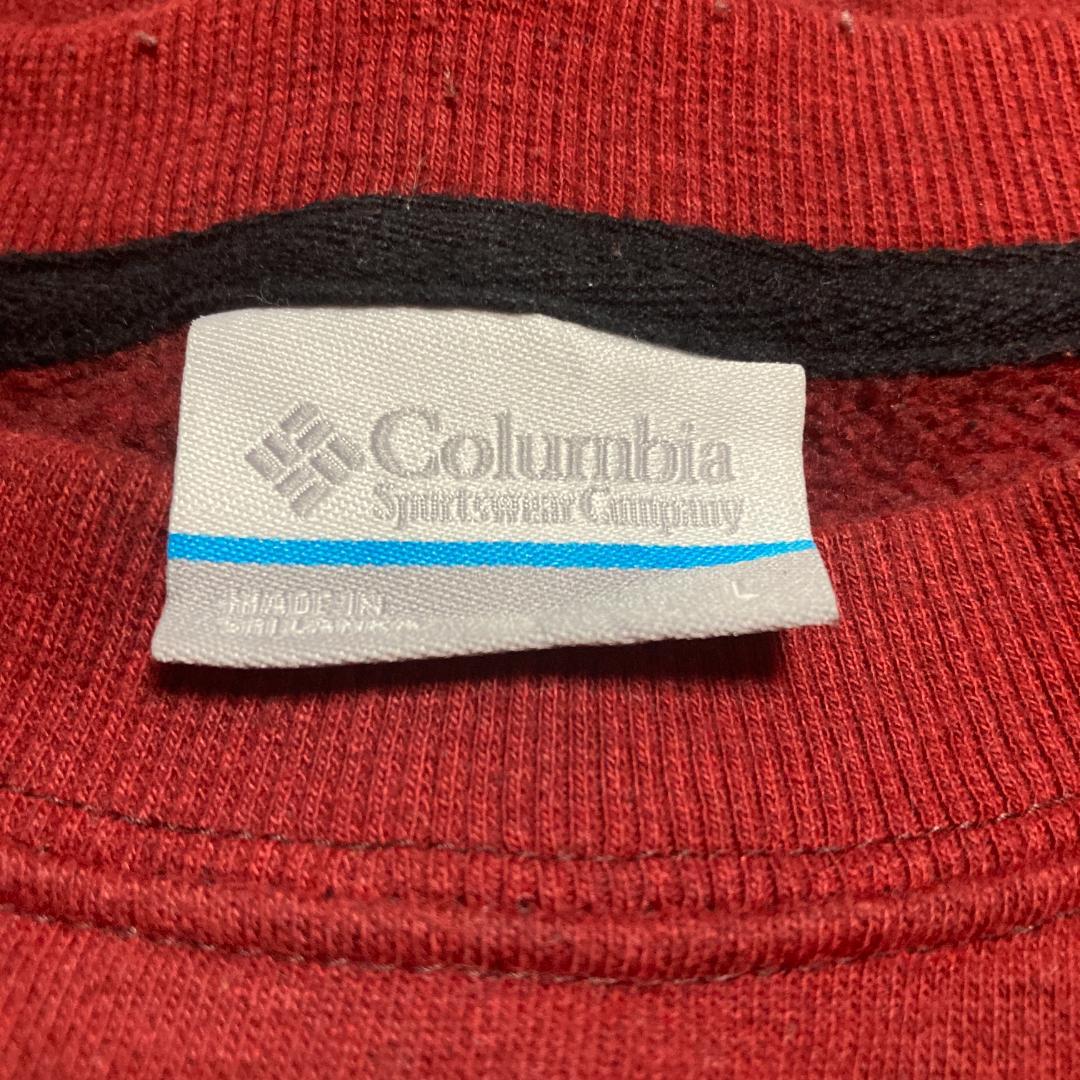 Columbia
Sportswear Company
L
MADE IN
SRI LANKA